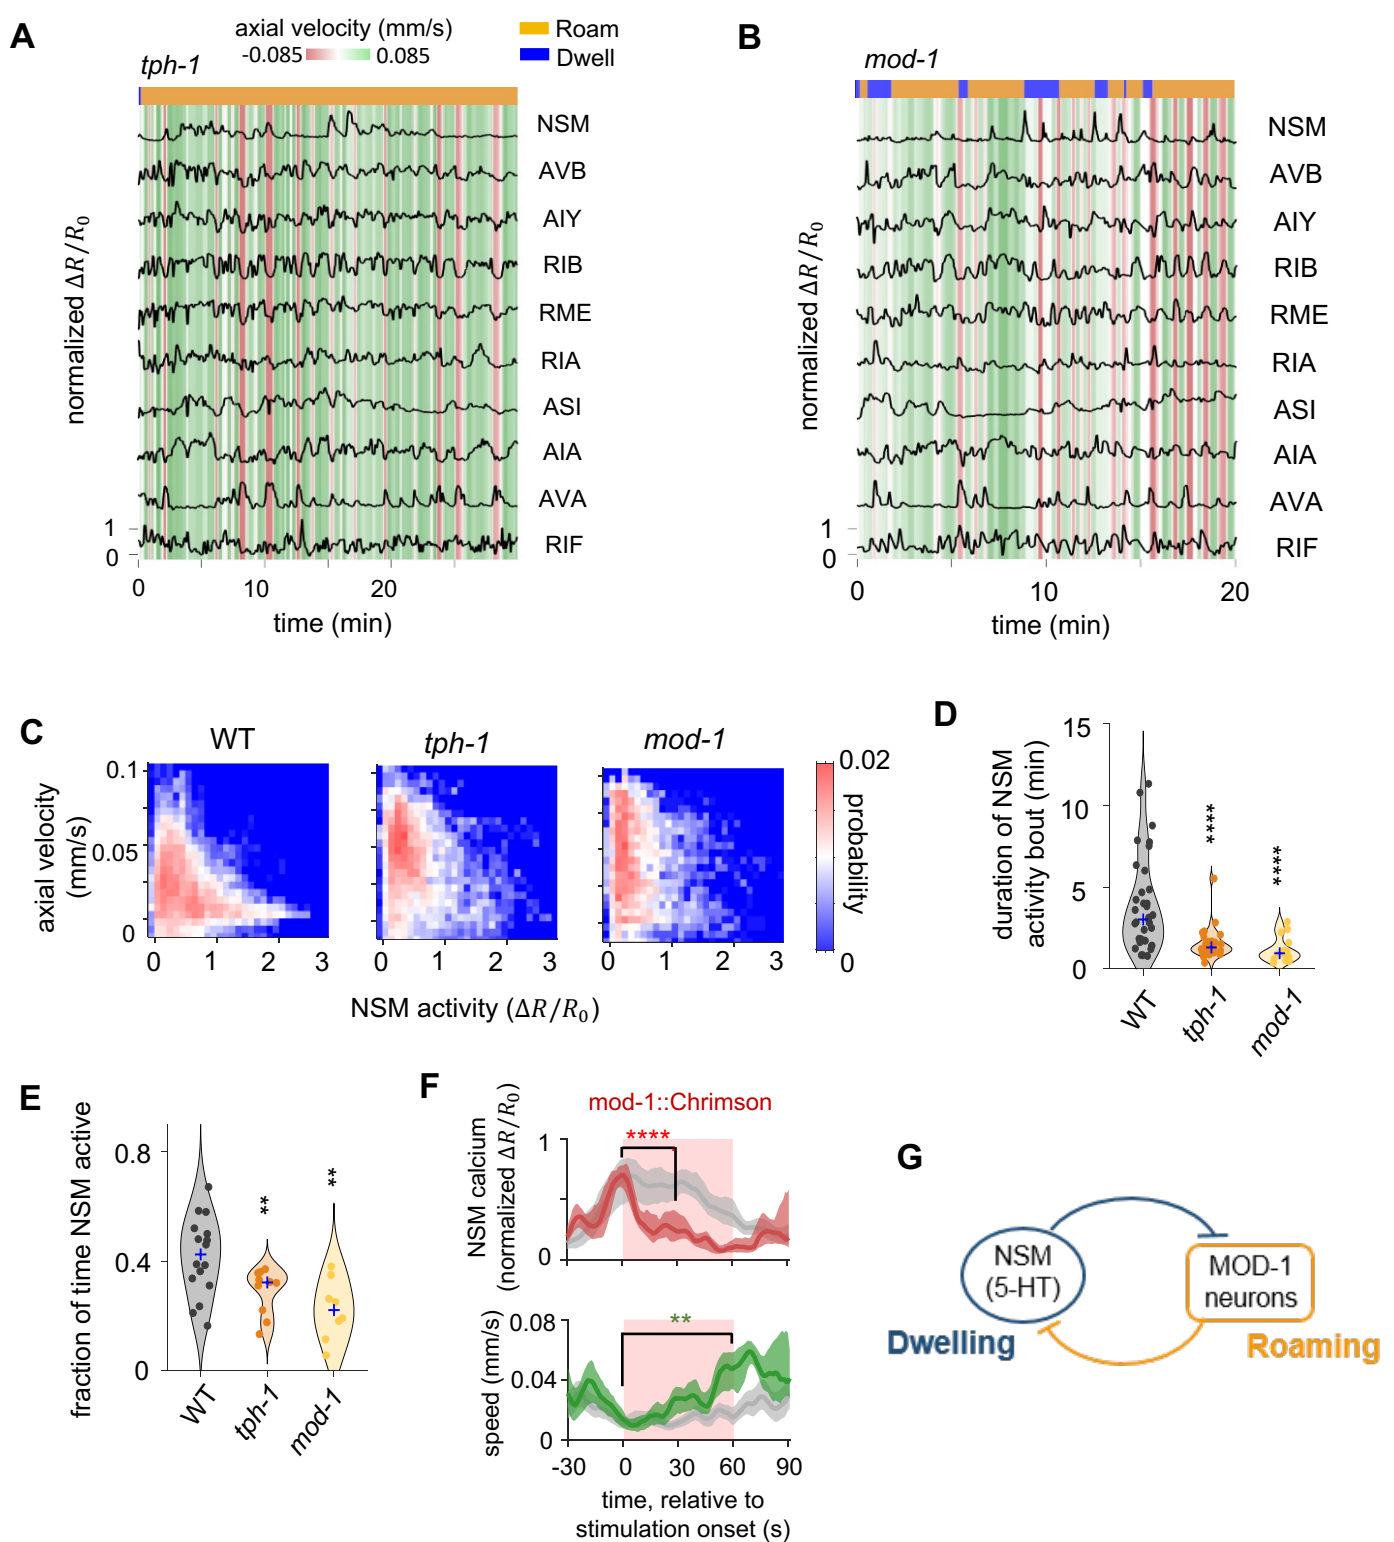 A
axial velocity (mm/s)
-0.085 0.085
Roam
Dwell
tph-1
normalized ΔR/R0
NSM
AVB
AIY
RIB
RME
RIA
ASI
AIA
AVA
RIF
1
0
0 10 20
time (min)
B
mod-1
normalized ΔR/R0
NSM
AVB
AIY
RIB
RME
RIA
ASI
AIA
AVA
RIF
1
0
0 10 20
time (min)
C
WT tph-1 mod-1
axial velocity
(mm/s)
0.1
0.05
0
0 1 2 3 0 1 2 3 0 1 2 3
NSM activity (ΔR/R0)
0.02
probability
0
D
duration of NSM
activity bout (min)
15
10
5
0
****
****
WT tph-1 mod-1
E
fraction of time NSM active
0.8
0.4
0
**
**
WT tph-1 mod-1
F
mod-1::Chrimson
NSM calcium
(normalized ΔR/R0)
1
0
****
speed (mm/s)
0.08
0.04
0
**
-30 0 30 60 90
time, relative to
stimulation onset (s)
G
NSM
(5-HT)
MOD-1
neurons
Dwelling
Roaming